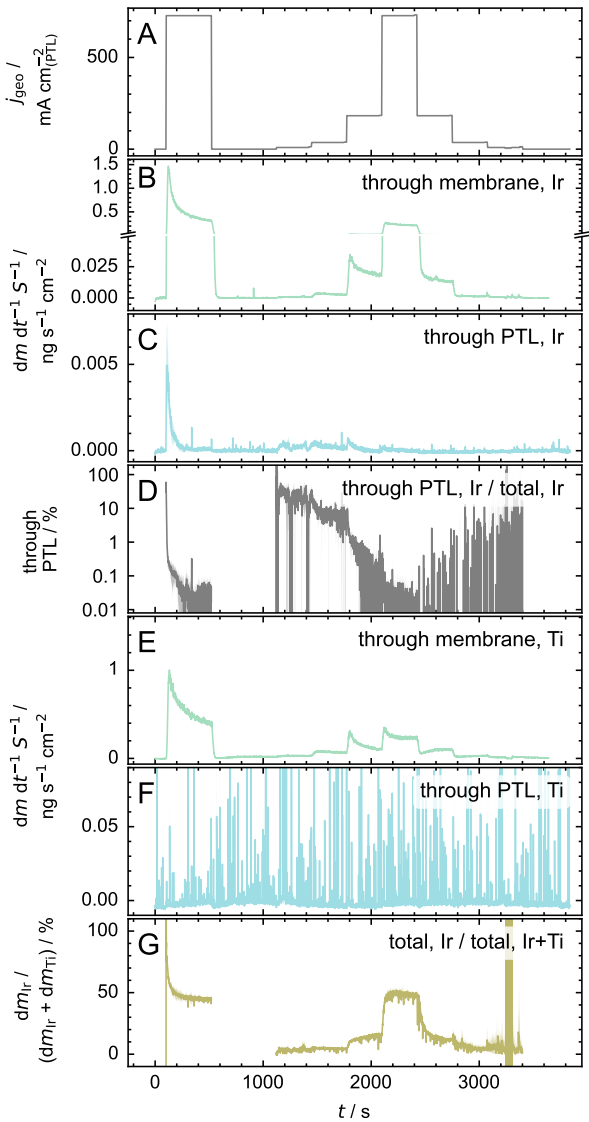 A
j_geo /
mA cm⁻²(PTL)
500
0
B
through membrane, Ir
1.5
1.0
0.5
0.025
0.000
dm dt⁻¹ S⁻¹ /
ng s⁻¹ cm⁻²
C
through PTL, Ir
0.005
0.000
D
through PTL, Ir / total, Ir
through
PTL / %
100
10
1
0.1
0.01
E
through membrane, Ti
1
0
dm dt⁻¹ S⁻¹ /
ng s⁻¹ cm⁻²
F
through PTL, Ti
0.05
0.00
G
total, Ir / total, Ir+Ti
dm_Ir /
(dm_Ir + dm_Ti) / %
100
50
0
0 1000 2000 3000
t / s